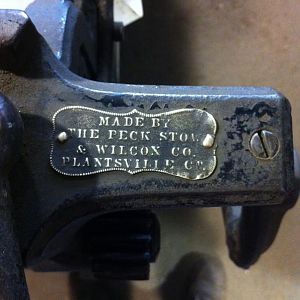 MADE BY
THE PECK STOW
& WILCOX CO.
PLANTSVILLE CT.